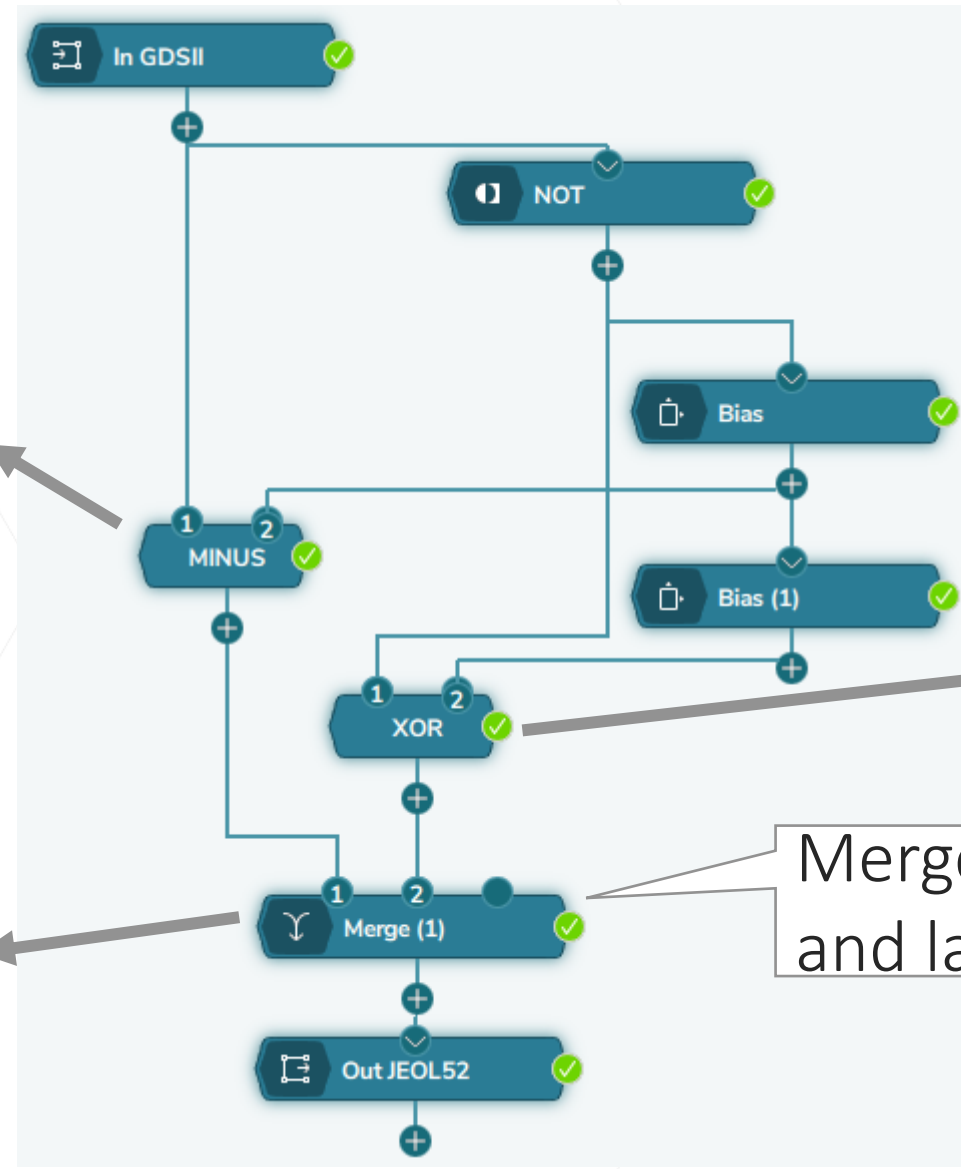 In GDSII
NOT
Bias
1 2
MINUS
Bias (1)
1 2
XOR
Merge
and la
1 2
Merge (1)
Out JEOL52